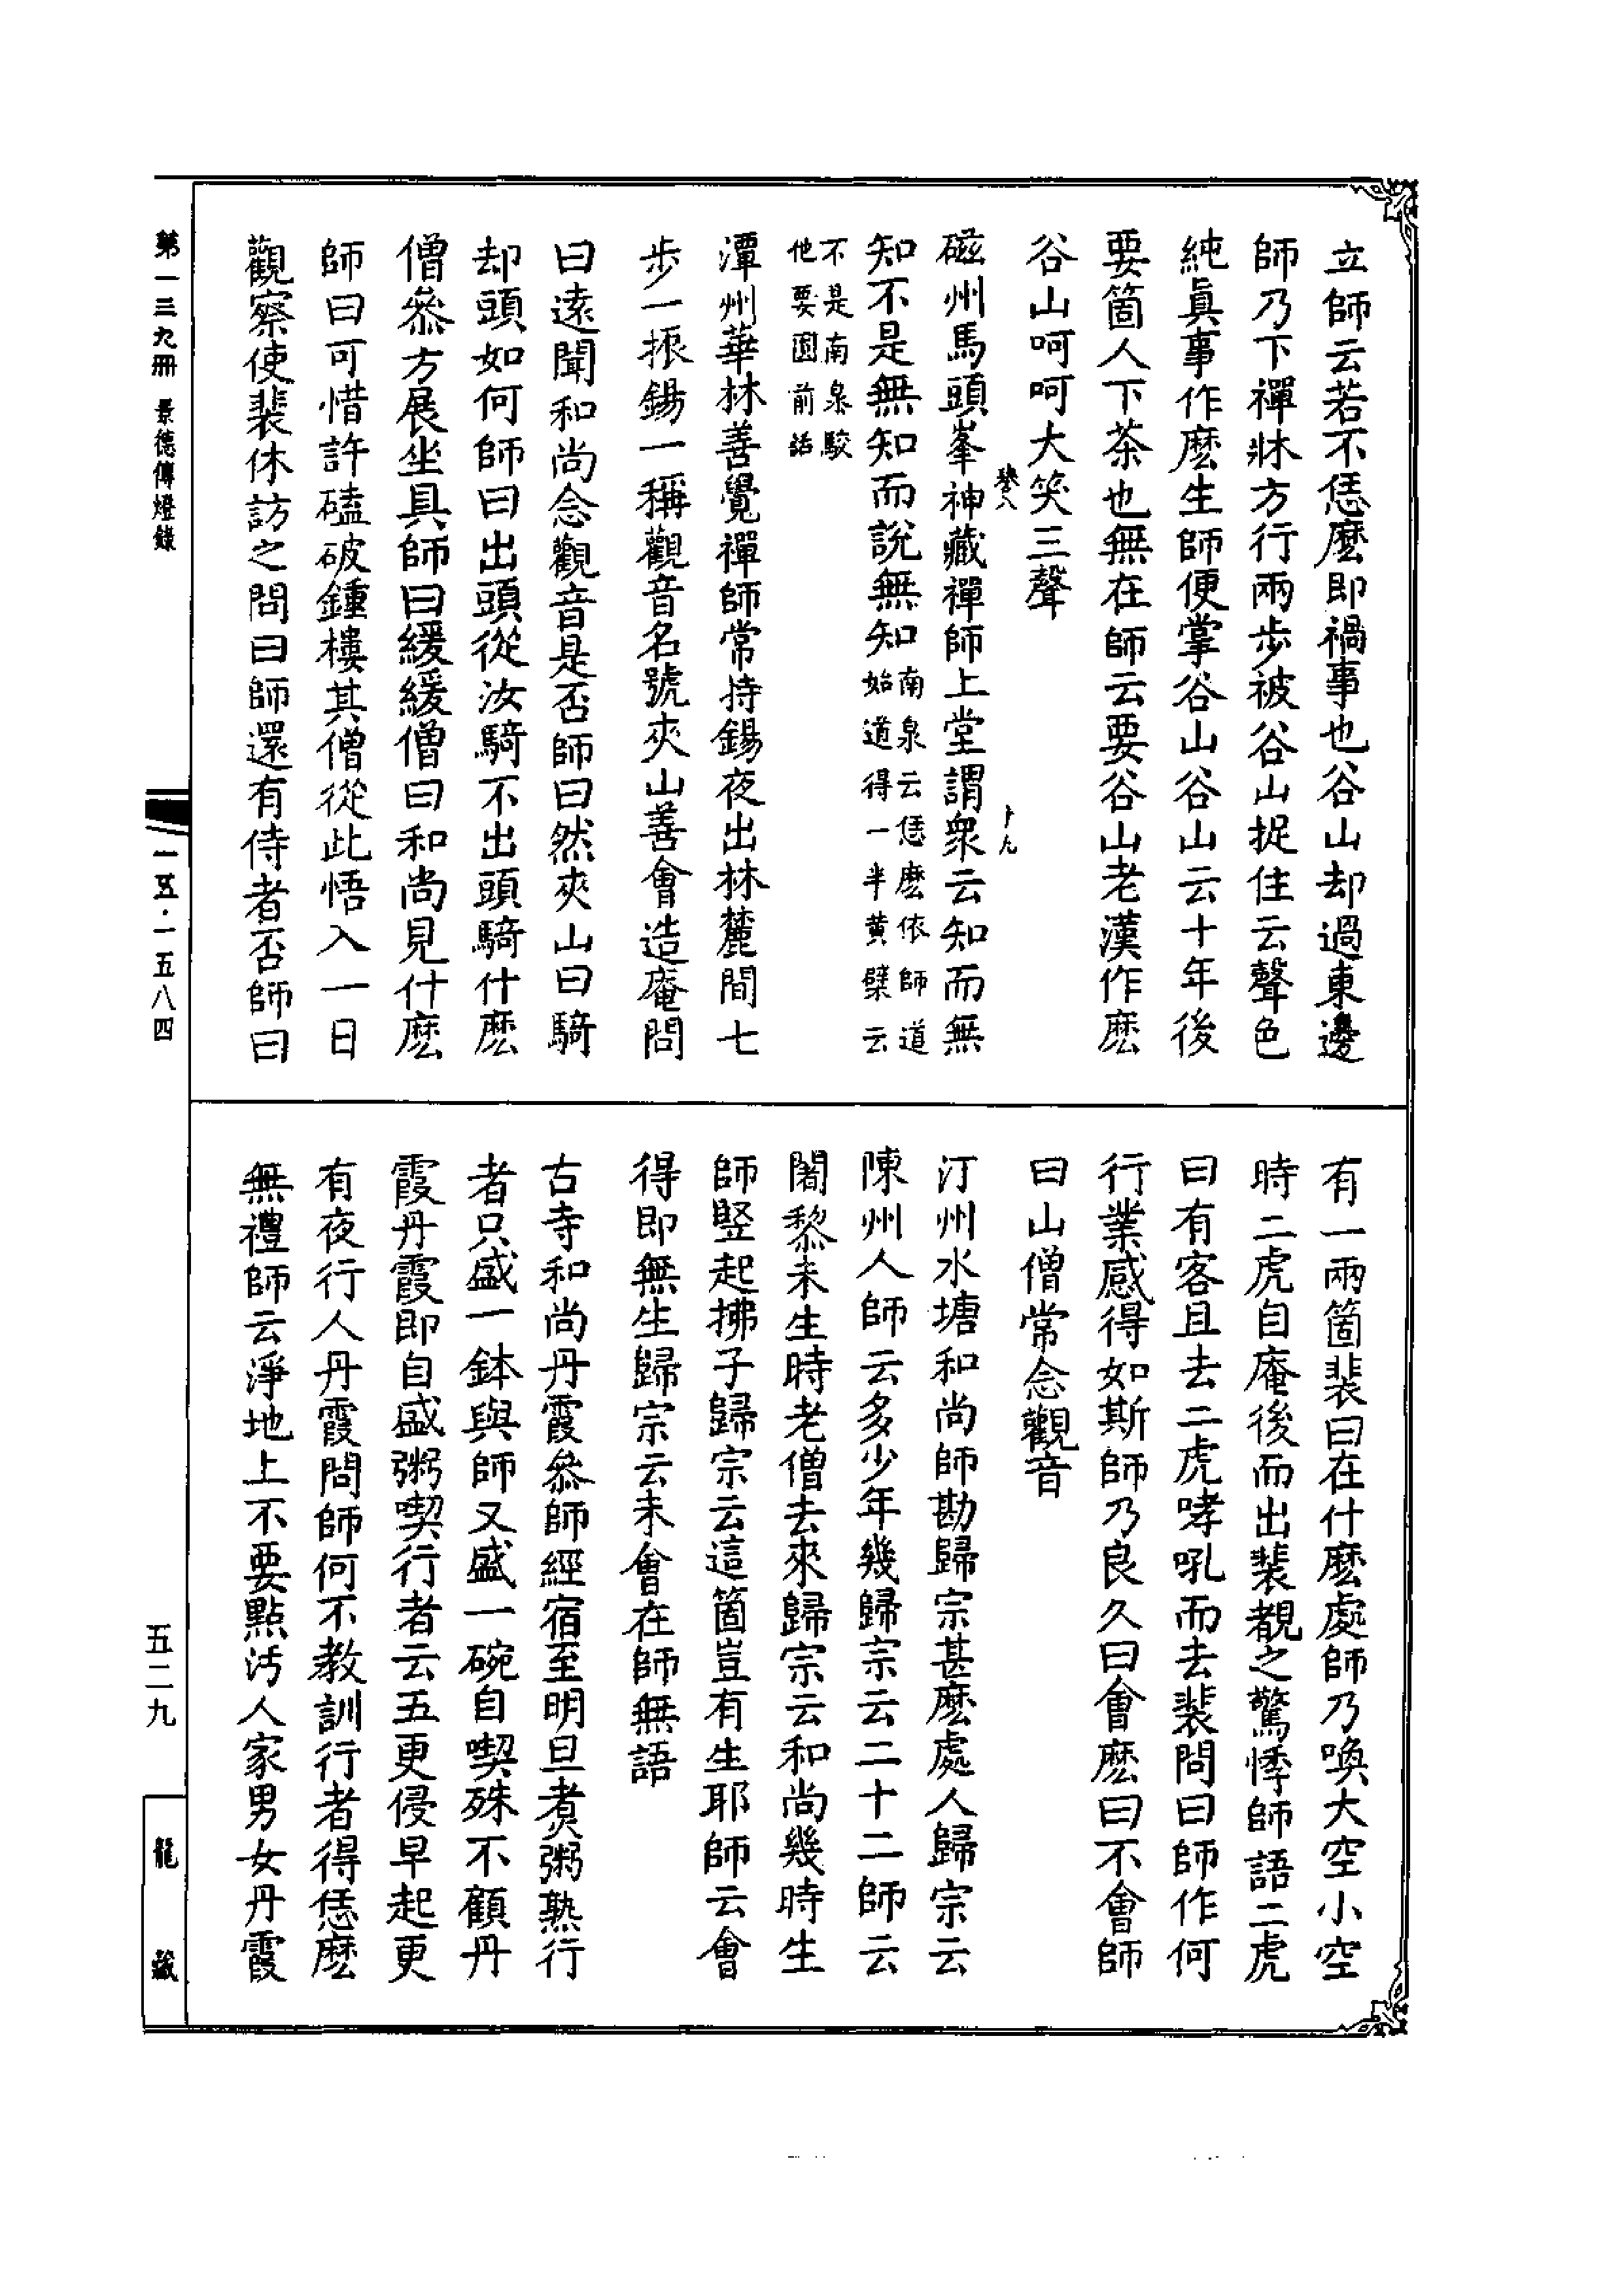 立師云若不恁麽即禍事也谷山却過東邊
師乃下禪牀方行兩步被谷山捉住云聲色
純眞事作麽生師便掌谷山谷山云十年後
要箇人下茶也無在師云要谷山老漢作麽
谷山呵呵大笑三聲
卷八
十九
磁州馬頭峯神藏禪師上堂謂衆云知而無
知不是無知而說無知南泉云恁麽依師道
始道得一半黃檗云
不是南泉駮
他要圓前話
潭州華林善覺禪師常持錫夜出林麓間七
步一振錫一稱觀音名號夾山善會造庵問
曰遠聞和尚念觀音是否師曰然夾山曰騎
却頭如何師曰出頭從汝騎不出頭騎什麽
僧叅方展坐具師曰緩緩僧曰和尚見什麽
師曰可惜許磕破鍾樓其僧從此悟入一日
觀察使裴休訪之問曰師還有侍者否師曰
有一兩箇裴曰在什麽處師乃喚大空小空
時二虎自庵後而出裴覩之驚悸師語二虎
曰有客且去二虎哮吼而去裴問曰師作何
行業感得如斯師乃良久曰會麽曰不會師
曰山僧常念觀音
汀州水塘和尚師勘歸宗甚麽處人歸宗云
陳州人師云多少年幾歸宗云二十二師云
闍黎未生時老僧去來歸宗云和尚幾時生
師竪起拂子歸宗云這箇豈有生耶師云會
得即無生歸宗云未會在師無語
古寺和尚丹霞叅師經宿至明旦煑粥熟行
者只盛一鉢與師又盛一碗自喫殊不顧丹
霞丹霞即自盛粥喫行者云五更侵早起更
有夜行人丹霞問師何不教訓行者得恁麽
無禮師云淨地上不要點汚人家男女丹霞
第一三九冊 景德傳燈錄
一五·一五八四
五二九
龍藏